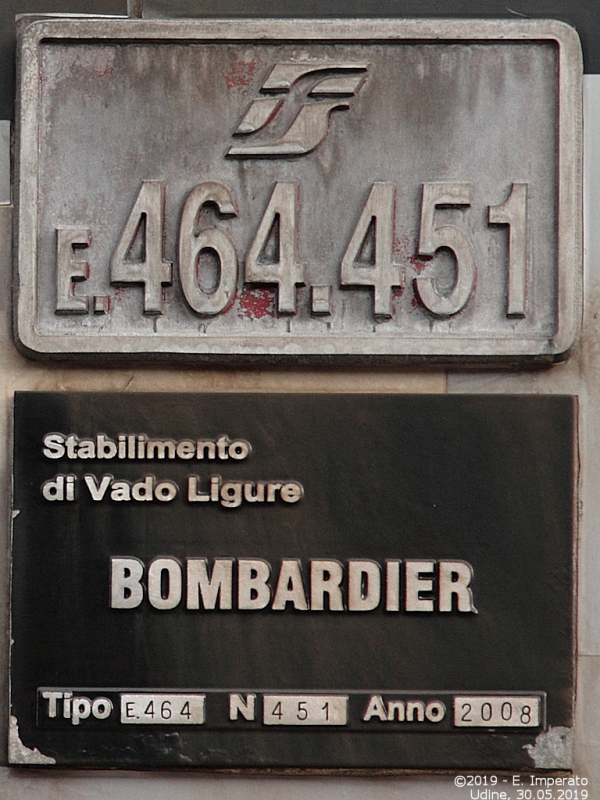 E.464.451
Stabilimento
di Vado Ligure
BOMBARDIER
Tipo E.464 N 451 Anno 2008
©2019 - E. Imperato
Udine, 30.05.2019